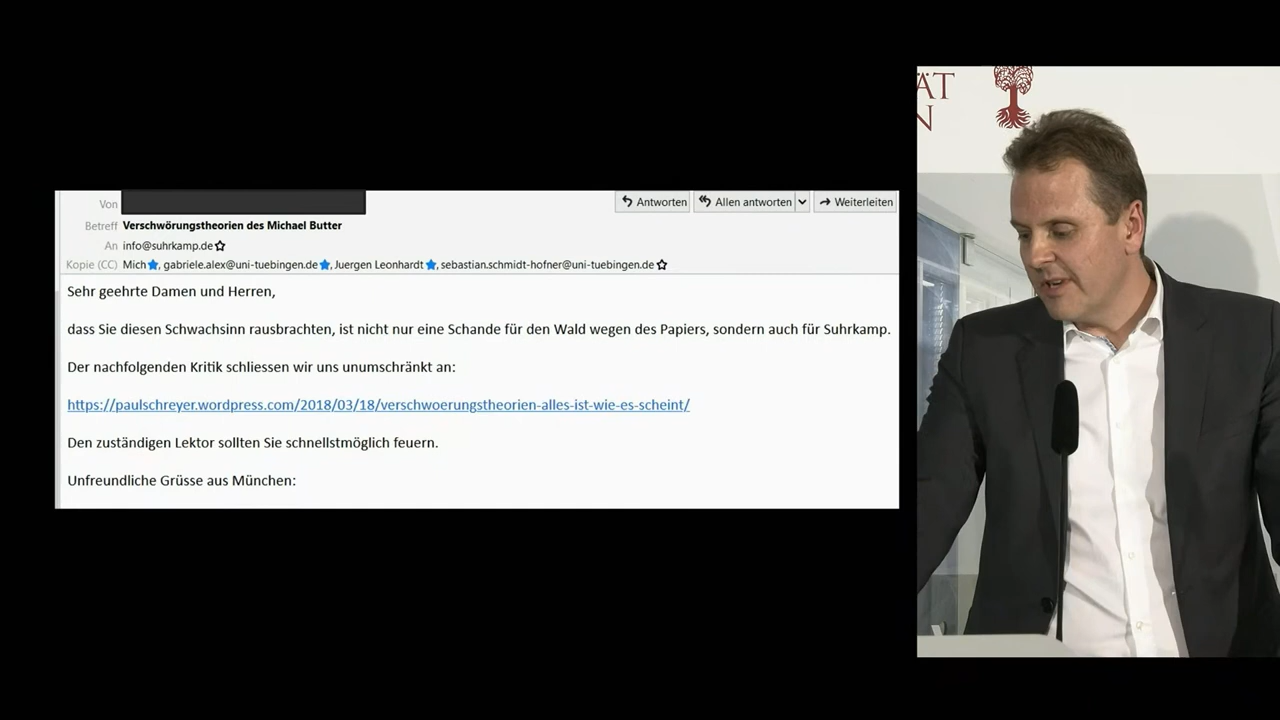 Von
Antworten Allen antworten Weiterleiten
Betreff Verschwörungstheorien des Michael Butter
An info@suhrkamp.de
Kopie (CC) Mich, gabriele.alex@uni-tuebingen.de, Juergen Leonhardt, sebastian.schmidt-hofner@uni-tuebingen.de
Sehr geehrte Damen und Herren,
dass Sie diesen Schwachsinn rausbrachten, ist nicht nur eine Schande für den Wald wegen des Papiers, sondern auch für Suhrkamp.
Der nachfolgenden Kritik schliessen wir uns unumschränkt an:
https://paulschreyer.wordpress.com/2018/03/18/verschwoerungstheorien-alles-ist-wie-es-scheint/
Den zuständigen Lektor sollten Sie schnellstmöglich feuern.
Unfreundliche Grüsse aus München:
ÄT
N